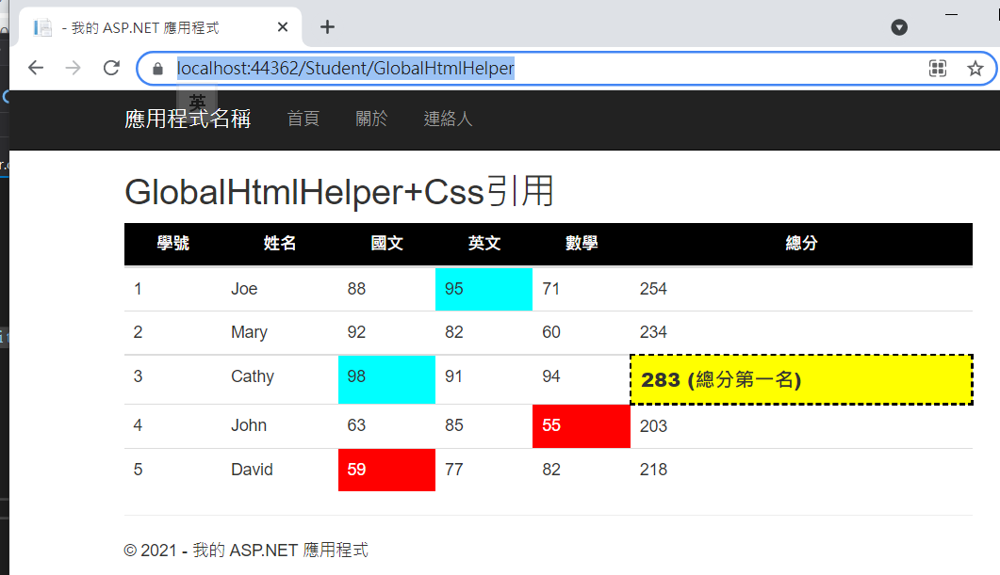 - 我的 ASP.NET 應用程式
localhost:44362/Student/GlobalHtmlHelper
英
應用程式名稱 首頁 關於 連絡人
GlobalHtmlHelper+Css引用
學號 姓名 國文 英文 數學 總分
1 Joe 88 95 71 254
2 Mary 92 82 60 234
3 Cathy 98 91 94 283 (總分第一名)
4 John 63 85 55 203
5 David 59 77 82 218
© 2021 - 我的 ASP.NET 應用程式